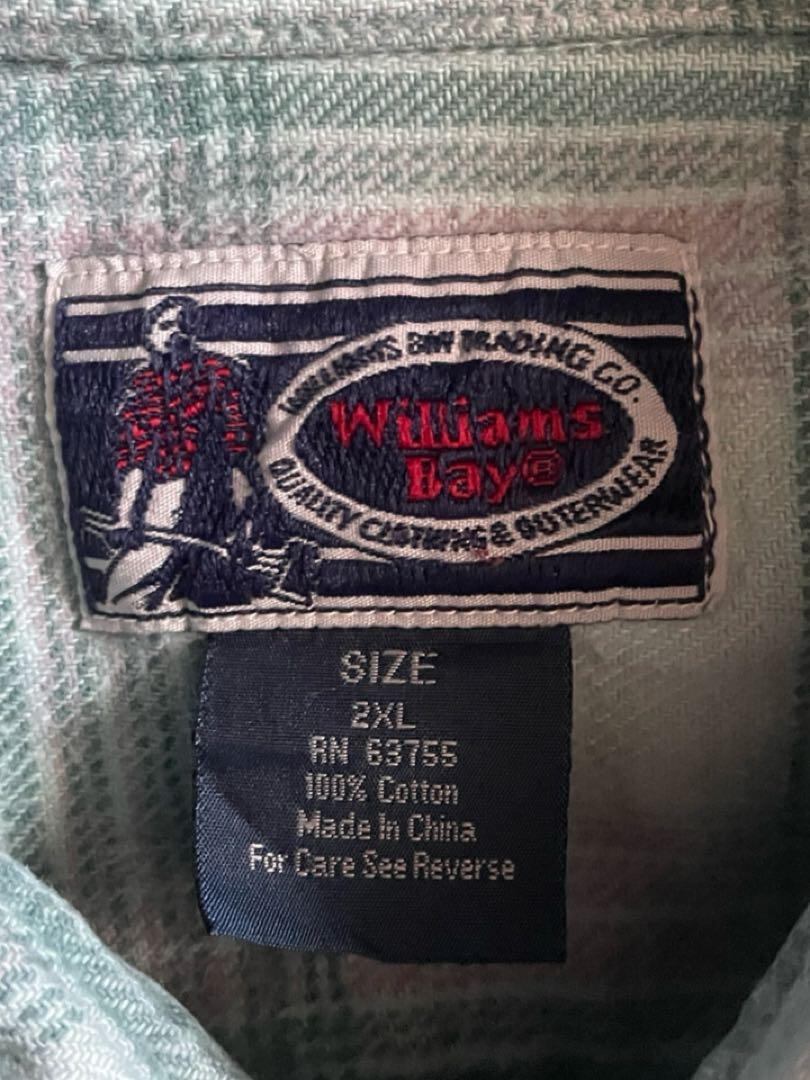 WILLIAMS BAY TRADING CO.
Williams
Bay®
QUALITY CLOTHING & OUTERWEAR
SIZE
2XL
RN 63755
100% Cotton
Made In China
For Care See Reverse